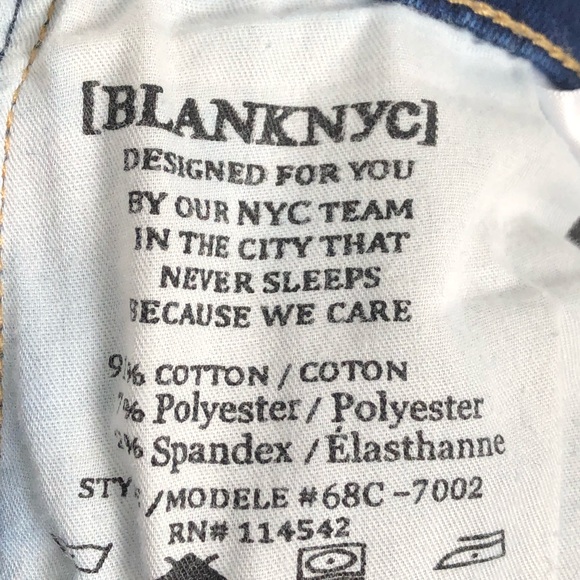 [BLANKNYC]
DESIGNED FOR YOU
BY OUR NYC TEAM
IN THE CITY THAT
NEVER SLEEPS
BECAUSE WE CARE
COTTON / COTON
Polyester / Polyester
Spandex / Élasthanne
/MODELE #68C-7002
RN# 114542